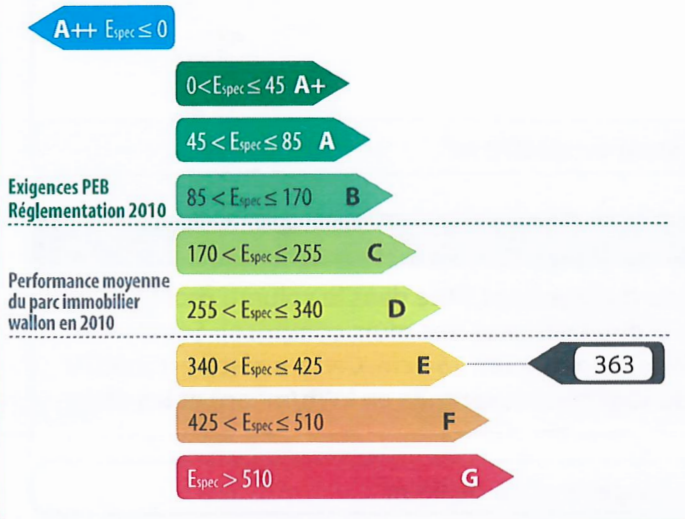 A++ Espec ≤ 0
0<Espec ≤ 45 A+
45 < Espec ≤ 85 A
Exigences PEB
Réglementation 2010
85 < Espec ≤ 170 B
170 < Espec ≤ 255 C
Performance moyenne
du parc immobilier
wallon en 2010
255 < Espec ≤ 340 D
340 < Espec ≤ 425 E
363
425 < Espec ≤ 510 F
Espec > 510 G